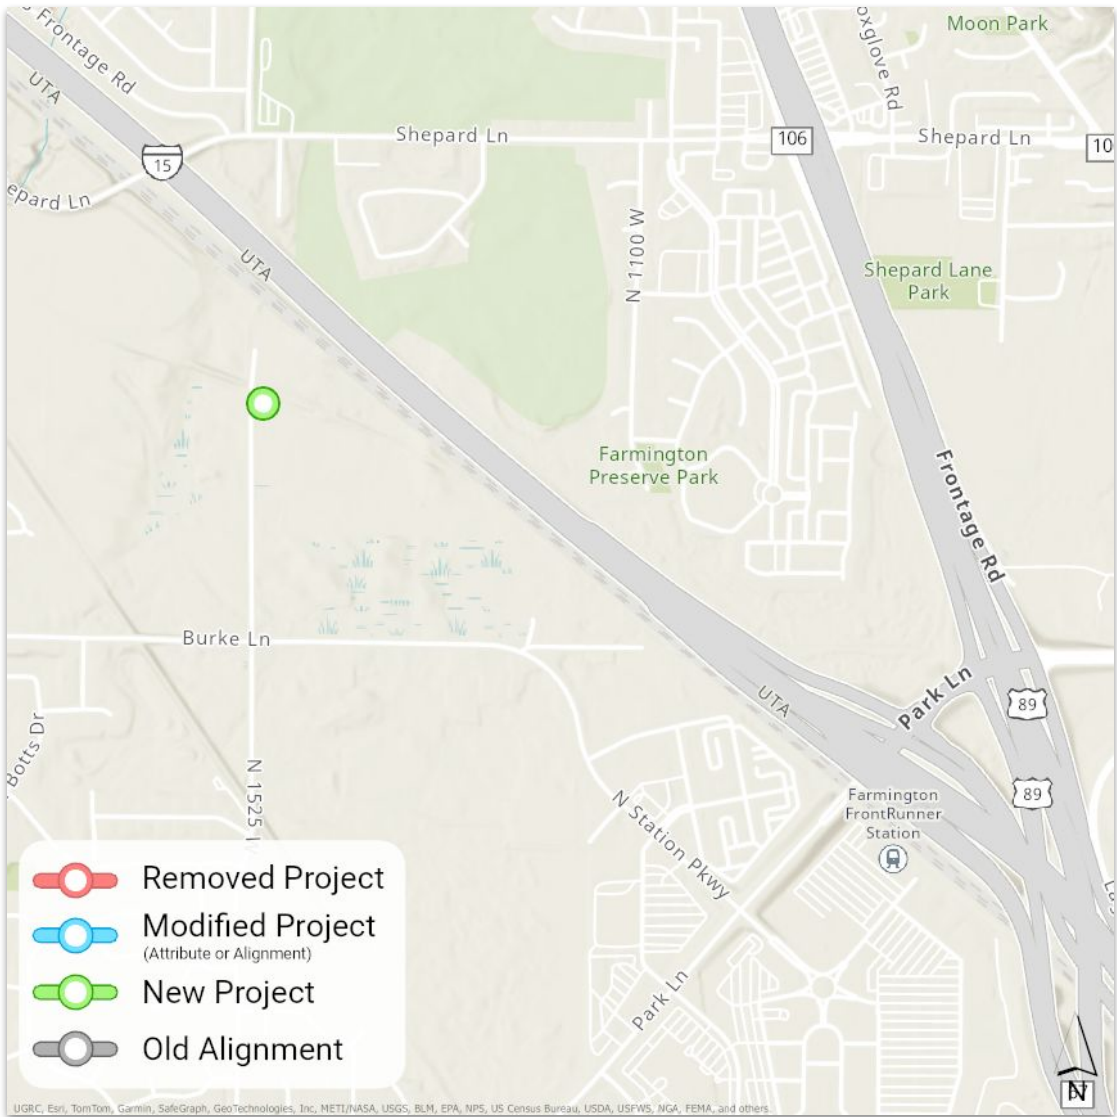 Frontage Rd
UTA
oxglove Rd
Moon Park
Shepard Ln
106
Shepard Ln
10
15
epard Ln
UTA
N 1100 W
Shepard Lane
Park
Farmington
Preserve Park
Frontage Rd
Burke Ln
UTA
Park Ln
89
89
Botts Dr
N 1525 W
Farmington
FrontRunner
Station
N Station Pkwy
Park Ln
Removed Project
Modified Project
(Attribute or Alignment)
New Project
Old Alignment
N
UGRC, Esri, TomTom, Garmin, SafeGraph, GeoTechnologies, Inc, METI/NASA, USGS, BLM, EPA, NPS, US Census Bureau, USDA, USFWS, NGA, FEMA, and others.